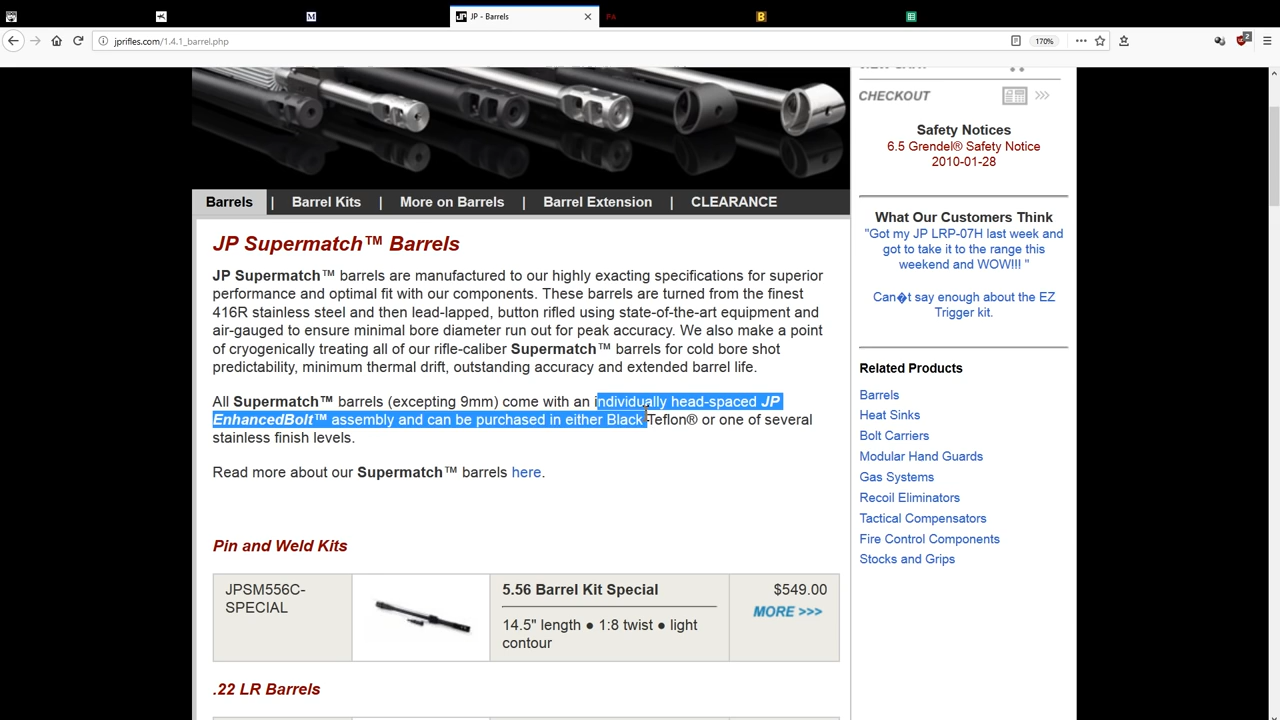 JP - Barrels
jprifles.com/1.4.1_barrel.php
170%
2
CHECKOUT
Safety Notices
6.5 Grendel® Safety Notice
2010-01-28
Barrels | Barrel Kits | More on Barrels | Barrel Extension | CLEARANCE
What Our Customers Think
"Got my JP LRP-07H last week and
got to take it to the range this
weekend and WOW!!! "
Can�t say enough about the EZ
Trigger kit.
JP Supermatch™ Barrels
JP Supermatch™ barrels are manufactured to our highly exacting specifications for superior
performance and optimal fit with our components. These barrels are turned from the finest
416R stainless steel and then lead-lapped, button rifled using state-of-the-art equipment and
air-gauged to ensure minimal bore diameter run out for peak accuracy. We also make a point
of cryogenically treating all of our rifle-caliber Supermatch™ barrels for cold bore shot
predictability, minimum thermal drift, outstanding accuracy and extended barrel life.
All Supermatch™ barrels (excepting 9mm) come with an individually head-spaced JP
EnhancedBolt™ assembly and can be purchased in either Black Teflon® or one of several
stainless finish levels.
Read more about our Supermatch™ barrels here.
Related Products
Barrels
Heat Sinks
Bolt Carriers
Modular Hand Guards
Gas Systems
Recoil Eliminators
Tactical Compensators
Fire Control Components
Stocks and Grips
Pin and Weld Kits
JPSM556C-
SPECIAL
5.56 Barrel Kit Special
14.5" length ● 1:8 twist ● light
contour
$549.00
MORE >>>
.22 LR Barrels